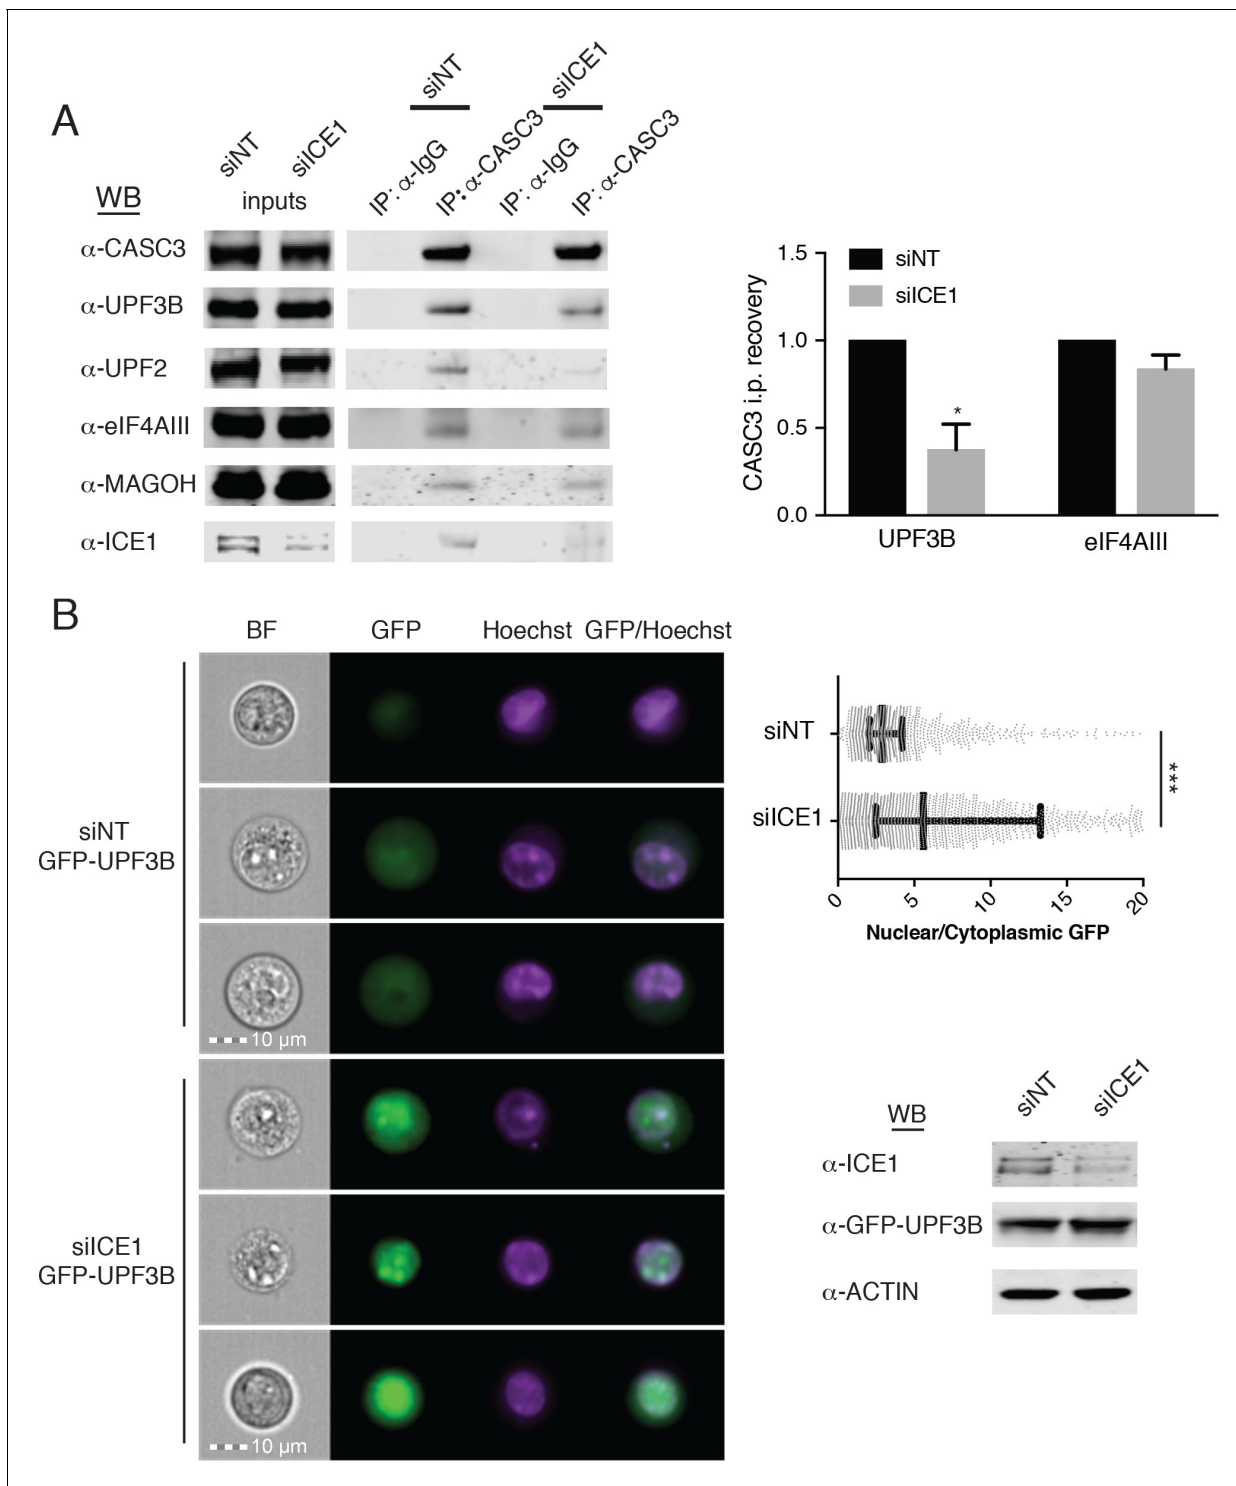 A
siNT
siICE1
siNT
siICE1
IP: α-IgG
IP: α-CASC3
IP: α-IgG
IP: α-CASC3
WB
inputs
α-CASC3
α-UPF3B
α-UPF2
α-eIF4AIII
α-MAGOH
α-ICE1
CASC3 i.p. recovery
1.5
1.0
0.5
0.0
siNT
siICE1
*
UPF3B
eIF4AIII
B
BF
GFP
Hoechst
GFP/Hoechst
siNT
GFP-UPF3B
10 μm
siICE1
GFP-UPF3B
10 μm
siNT
siICE1
***
0
5
10
15
20
Nuclear/Cytoplasmic GFP
siNT
siICE1
WB
α-ICE1
α-GFP-UPF3B
α-ACTIN